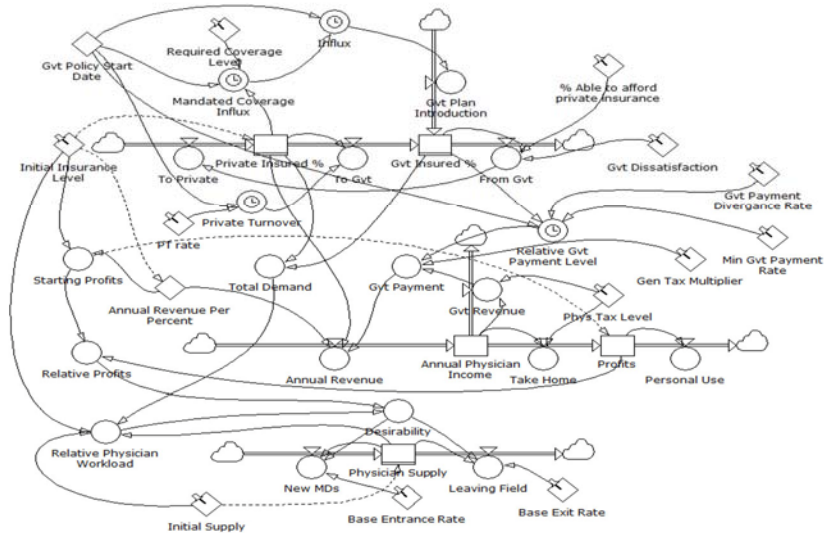 Influx
Required Coverage
Level
Gvt Policy Start
Date
Mandated Coverage
Influx
Gvt Plan
Introduction
% Able to afford
private insurance
Initial Insurance
Level
Private Insured %
Gvt Insured %
To Private
To Gvt
From Gvt
Gvt Dissatisfaction
Gvt Payment
Divergance Rate
Private Turnover
PT rate
Relative Gvt
Payment Level
Min Gvt Payment
Rate
Starting Profits
Total Demand
Gvt Payment
Gen Tax Multiplier
Annual Revenue Per
Percent
Gvt Revenue
Phys Tax Level
Relative Profits
Annual Revenue
Annual Physician
Income
Take Home
Profits
Personal Use
Desirability
Relative Physician
Workload
Physician Supply
New MDs
Leaving Field
Initial Supply
Base Entrance Rate
Base Exit Rate